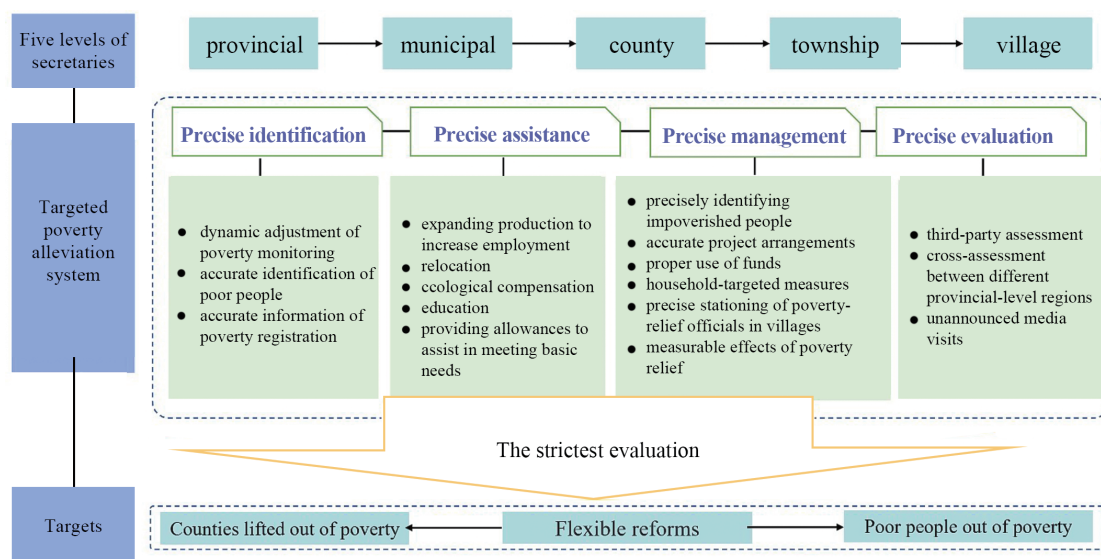 Five levels of
secretaries
provincial
municipal
county
township
village
Targeted
poverty
alleviation
system
Precise identification
Precise assistance
Precise management
Precise evaluation
● dynamic adjustment of
poverty monitoring
● accurate identification of
poor people
● accurate information of
poverty registration
● expanding production to
increase employment
● relocation
● ccological compensation
● education
● providing allowances to
assist in meeting basic
needs
● precisely identifying
impoverished people
● accurate project arrangements
● proper use of funds
● household-targeted measures
● precise stationing of poverty-
relief officials in villages
● measurable effects of poverty
relief
● third-party assessment
● cross-assessment
between different
provincial-level regions
● unannounced media
visits
The strictest evaluation
Targets
Counties lifted out of poverty
Flexible reforms
Poor people out of poverty